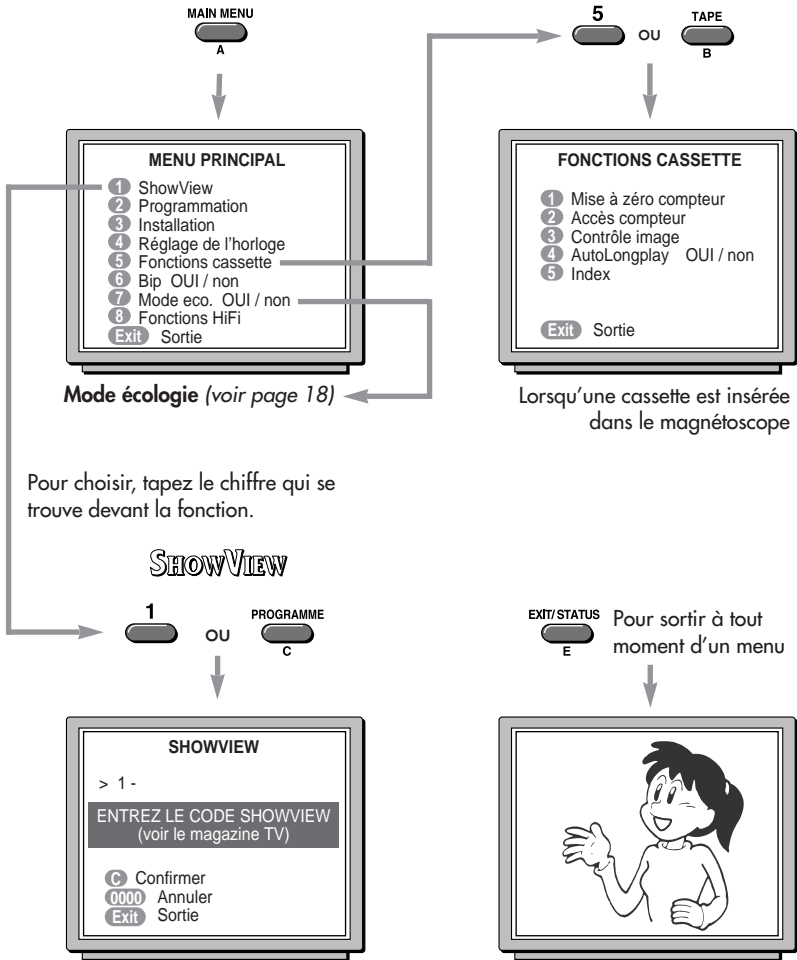 MAIN MENU
A
MENU PRINCIPAL
1 ShowView
2 Programmation
3 Installation
4 Réglage de l'horloge
5 Fonctions cassette
6 Bip OUI / non
7 Mode eco. OUI / non
8 Fonctions HiFi
Exit Sortie
Mode écologie (voir page 18)
5 OU TAPE
B
FONCTIONS CASSETTE
1 Mise à zéro compteur
2 Accès compteur
3 Contrôle image
4 AutoLongplay OUI / non
5 Index
Exit Sortie
Lorsqu'une cassette est insérée
dans le magnétoscope
Pour choisir, tapez le chiffre qui se
trouve devant la fonction.
SHOWVIEW
1 OU PROGRAMME
C
SHOWVIEW
> 1 -
ENTREZ LE CODE SHOWVIEW
(voir le magazine TV)
C Confirmer
0000 Annuler
Exit Sortie
EXIT/STATUS
E
Pour sortir à tout
moment d'un menu